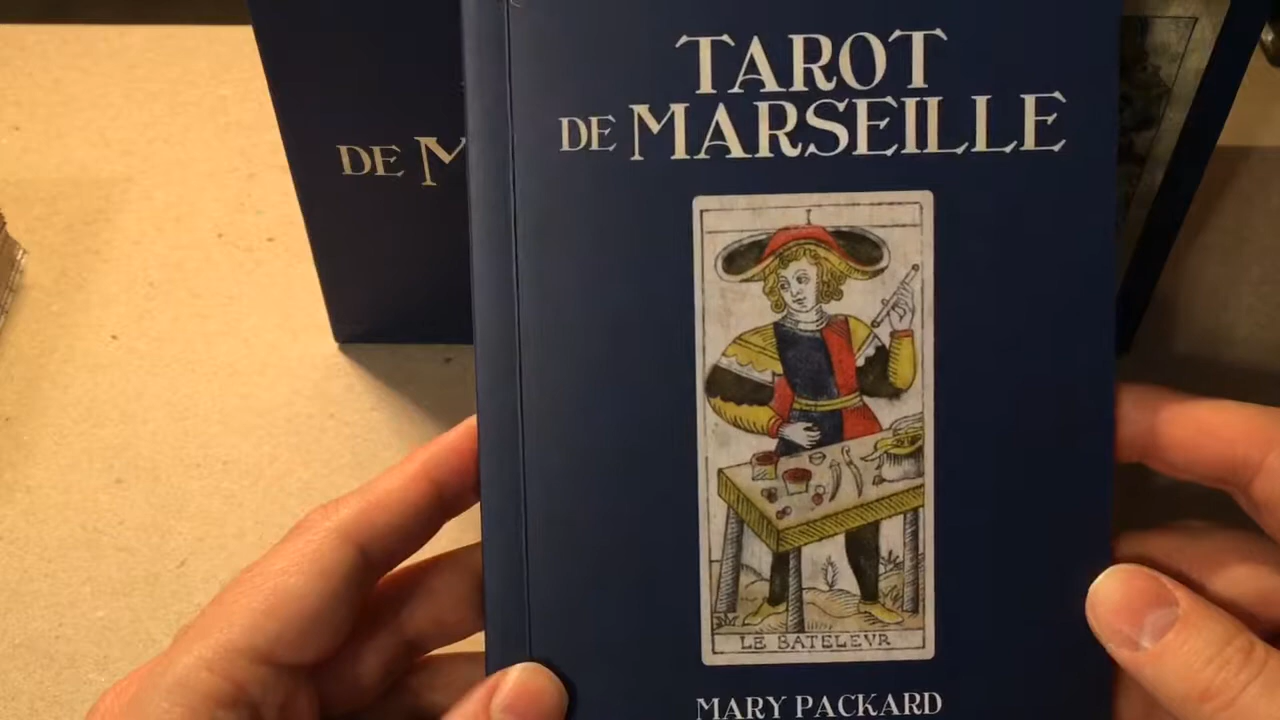 TAROT
DE MARSEILLE
I
LE BATELEVR
MARY PACKARD
DE M